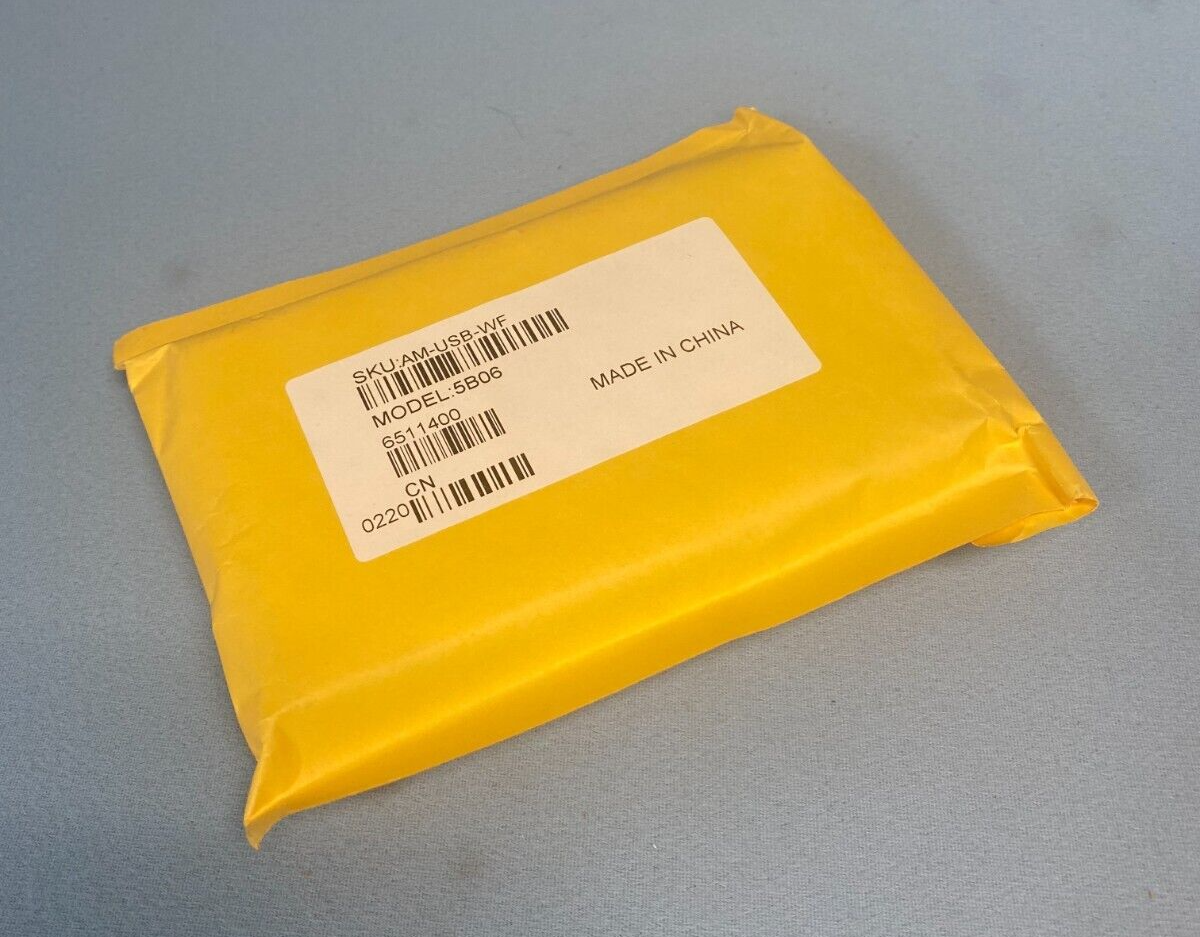 SKU:AM-USB-WF
MODEL:5B06
6511400
CN
0220
MADE IN CHINA